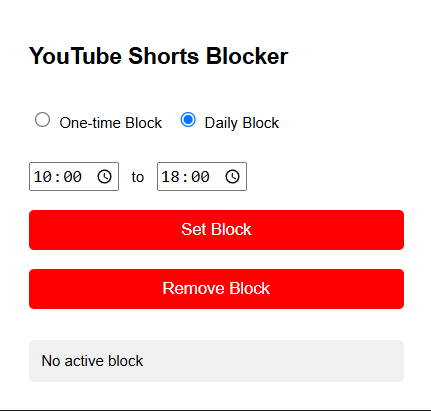 YouTube Shorts Blocker
One-time Block Daily Block
10:00 to 18:00
Set Block
Remove Block
No active block